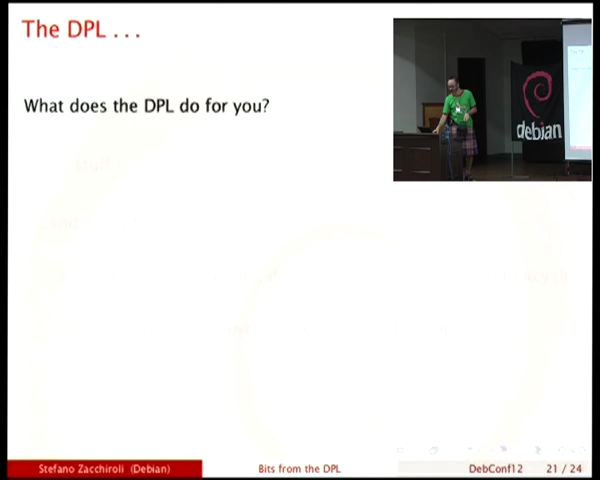 The DPL . . .
What does the DPL do for you?
debian
Stefano Zacchiroli (Debian)
Bits from the DPL
DebConf12
21 / 24